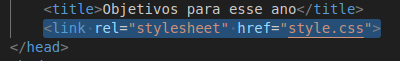 <title>Objetivos para esse ano</title>
<link rel="stylesheet" href="style.css">
</head>